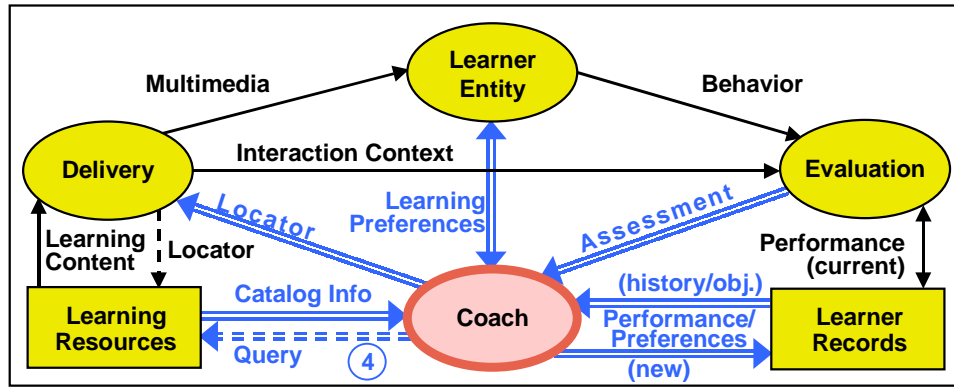 Learner
Entity
Multimedia
Behavior
Interaction Context
Delivery
Evaluation
Learning
Preferences
Locator
Assessment
Learning
Content
Locator
Performance
(current)
Catalog Info
(history/obj.)
Learning
Resources
Coach
Performance/
Preferences
Learner
Records
Query
4
(new)